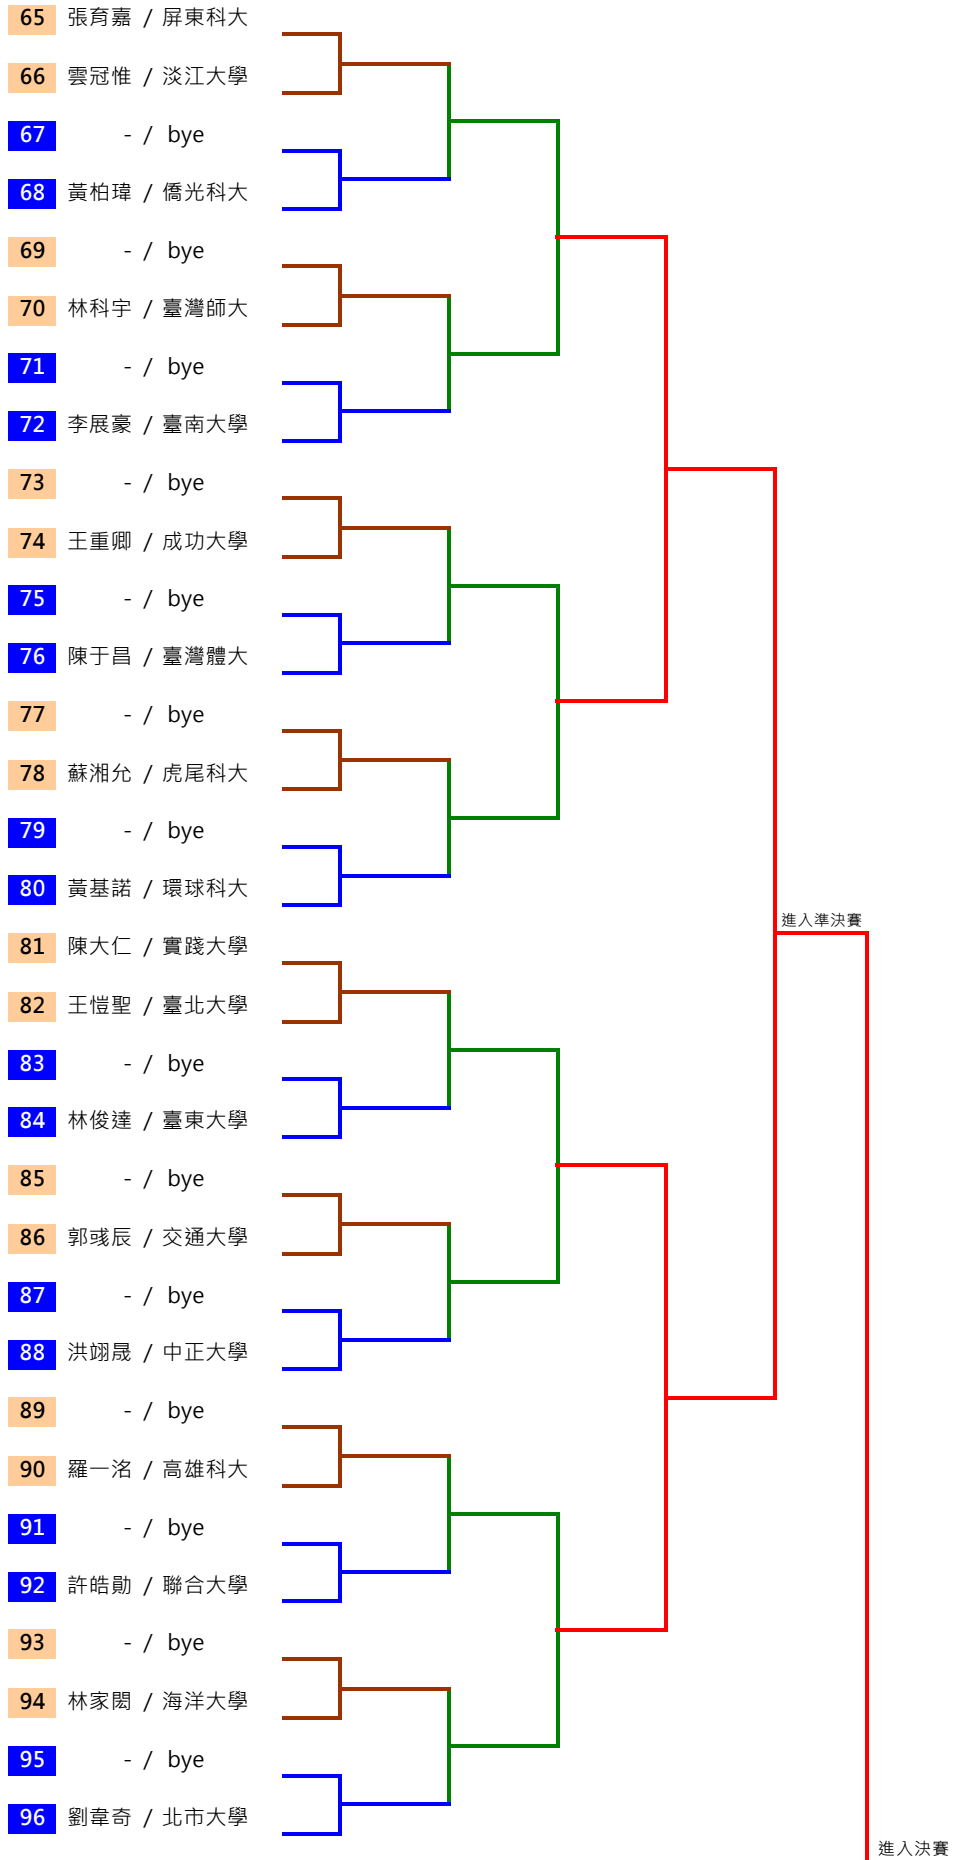 65 張育嘉 / 屏東科大
66 雲冠惟 / 淡江大學
67 - / bye
68 黃柏瑋 / 僑光科大
69 - / bye
70 林科宇 / 臺灣師大
71 - / bye
72 李展豪 / 臺南大學
73 - / bye
74 王重卿 / 成功大學
75 - / bye
76 陳于昌 / 臺灣體大
77 - / bye
78 蘇湘允 / 虎尾科大
79 - / bye
80 黃基諾 / 環球科大
進入準決賽
81 陳大仁 / 實踐大學
82 王愷聖 / 臺北大學
83 - / bye
84 林俊達 / 臺東大學
85 - / bye
86 郭彧辰 / 交通大學
87 - / bye
88 洪翊晟 / 中正大學
89 - / bye
90 羅一洺 / 高雄科大
91 - / bye
92 許皓勛 / 聯合大學
93 - / bye
94 林家閎 / 海洋大學
95 - / bye
96 劉韋奇 / 北市大學
進入決賽